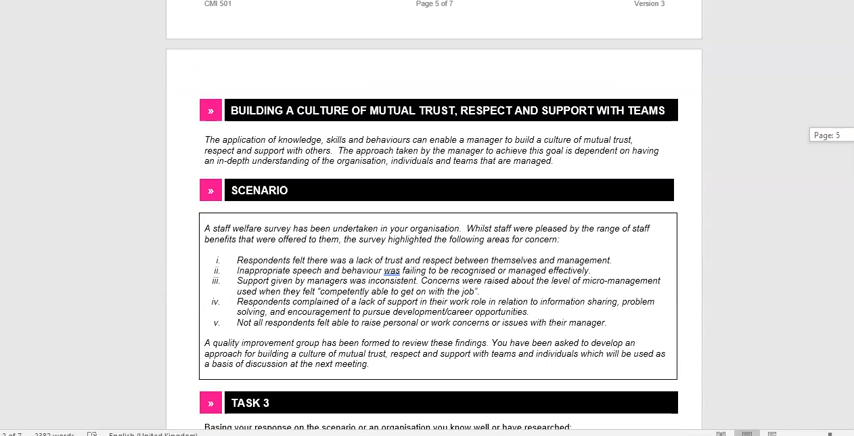 CMI 501 Page 5 of 7 Version 3
» BUILDING A CULTURE OF MUTUAL TRUST, RESPECT AND SUPPORT WITH TEAMS
Page: 5
The application of knowledge, skills and behaviours can enable a manager to build a culture of mutual trust,
respect and support with others. The approach taken by the manager to achieve this goal is dependent on having
an in-depth understanding of the organisation, individuals and teams that are managed.
» SCENARIO
A staff welfare survey has been undertaken in your organisation. Whilst staff were pleased by the range of staff
benefits that were offered to them, the survey highlighted the following areas for concern:
i. Respondents felt there was a lack of trust and respect between themselves and management.
ii. Inappropriate speech and behaviour was failing to be recognised or managed effectively.
iii. Support given by managers was inconsistent. Concerns were raised about the level of micro-management
used when they felt "competently able to get on with the job".
iv. Respondents complained of a lack of support in their work role in relation to information sharing, problem
solving, and encouragement to pursue development/career opportunities.
v. Not all respondents felt able to raise personal or work concerns or issues with their manager.
A quality improvement group has been formed to review these findings. You have been asked to develop an
approach for building a culture of mutual trust, respect and support with teams and individuals which will be used as
a basis of discussion at the next meeting.
» TASK 3
Basing your response on the scenario or an organisation you know well or have researched:
of 7 2382 words English (United Kingdom)